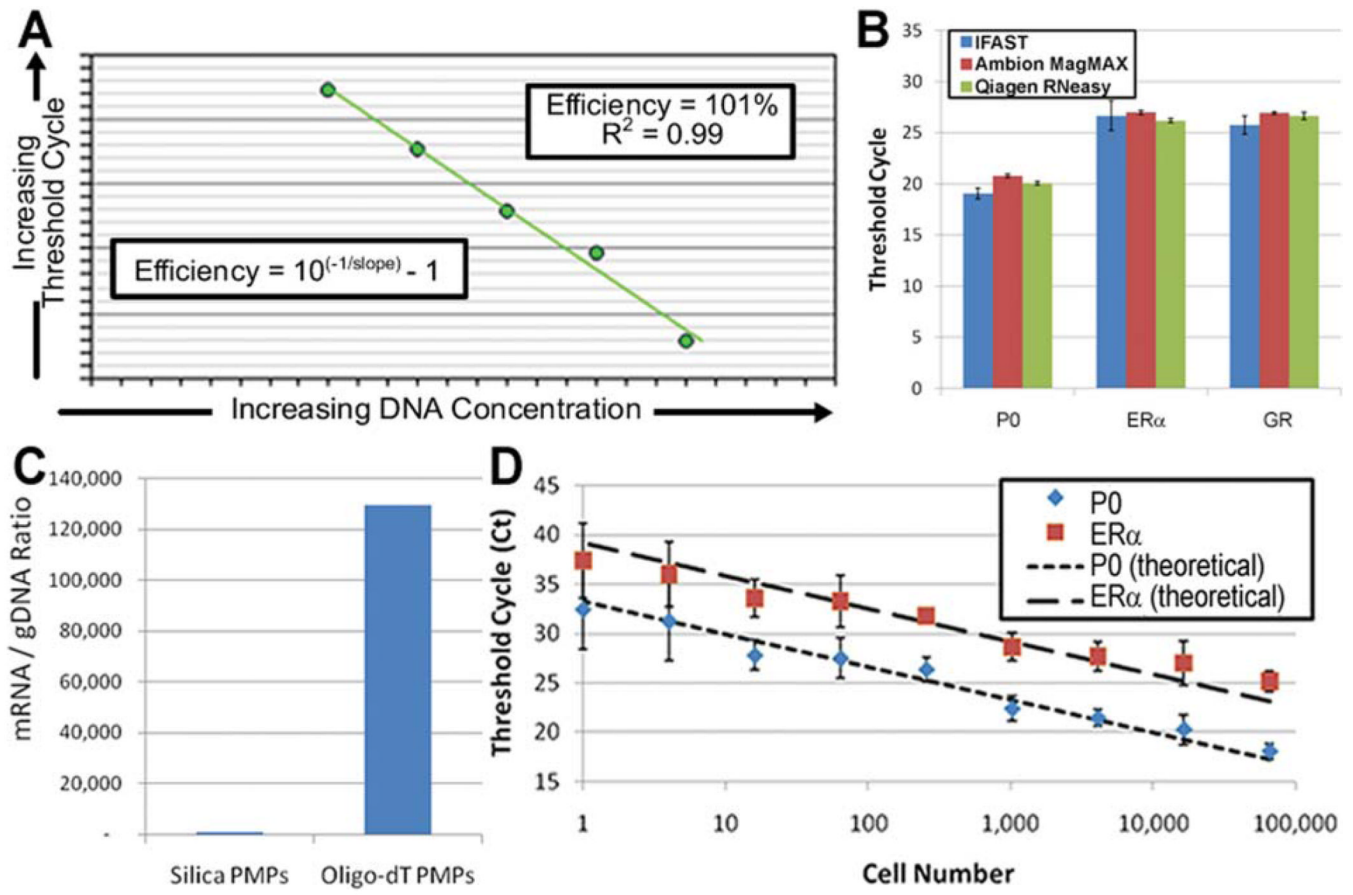 A
Increasing
Threshold Cycle
Efficiency = 101%
R² = 0.99
Efficiency = 10^(-1/slope) - 1
Increasing DNA Concentration
B
Threshold Cycle
35
30
25
20
15
10
5
0
IFAST
Ambion MagMAX
Qiagen RNeasy
P0
ERα
GR
C
mRNA / gDNA Ratio
140,000
120,000
100,000
80,000
60,000
40,000
20,000
-
Silica PMPs
Oligo-dT PMPs
D
Threshold Cycle (Ct)
45
40
35
30
25
20
15
P0
ERα
P0 (theoretical)
ERα (theoretical)
1
10
100
1,000
10,000
100,000
Cell Number